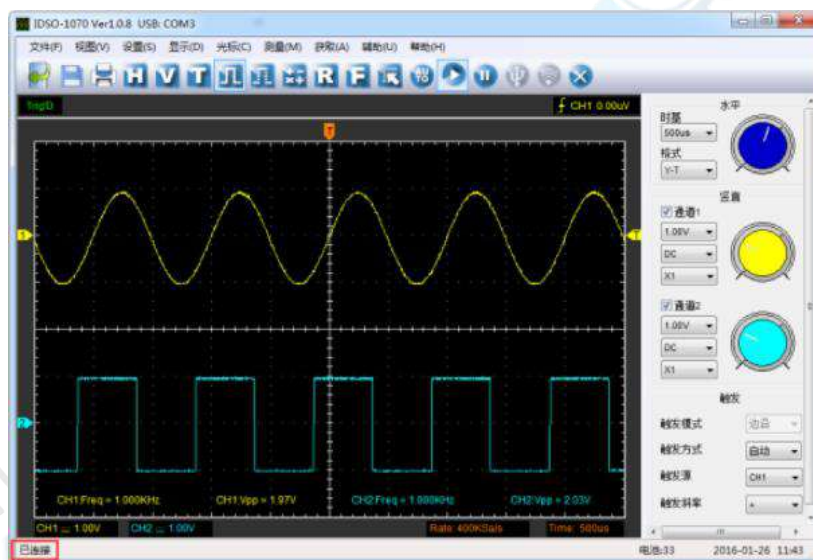 IDSO-1070 Ver1.0.8 USB: COM3
文件(F) 视图(V) 设置(S) 显示(D) 光标(C) 测量(M) 获取(A) 辅助(U) 帮助(H)
H V T R F
Trig'D CH1 0.00uV
T
水平
时基
500us
格式
Y-T
竖直
通道1
1.00V
DC
X1
通道2
1.00V
DC
X1
触发
触发模式 边沿
触发方式 自动
触发源 CH1
触发斜率 +
1 T
2
CH1 Freq = 1.000KHz CH1 Vpp = 1.97V CH2 Freq = 1.000KHz CH2 Vpp = 2.03V
CH1 1.00V CH2 1.00V Rate: 400KSa/s Time: 500us
已连接 电池:33 2016-01-26 11:43